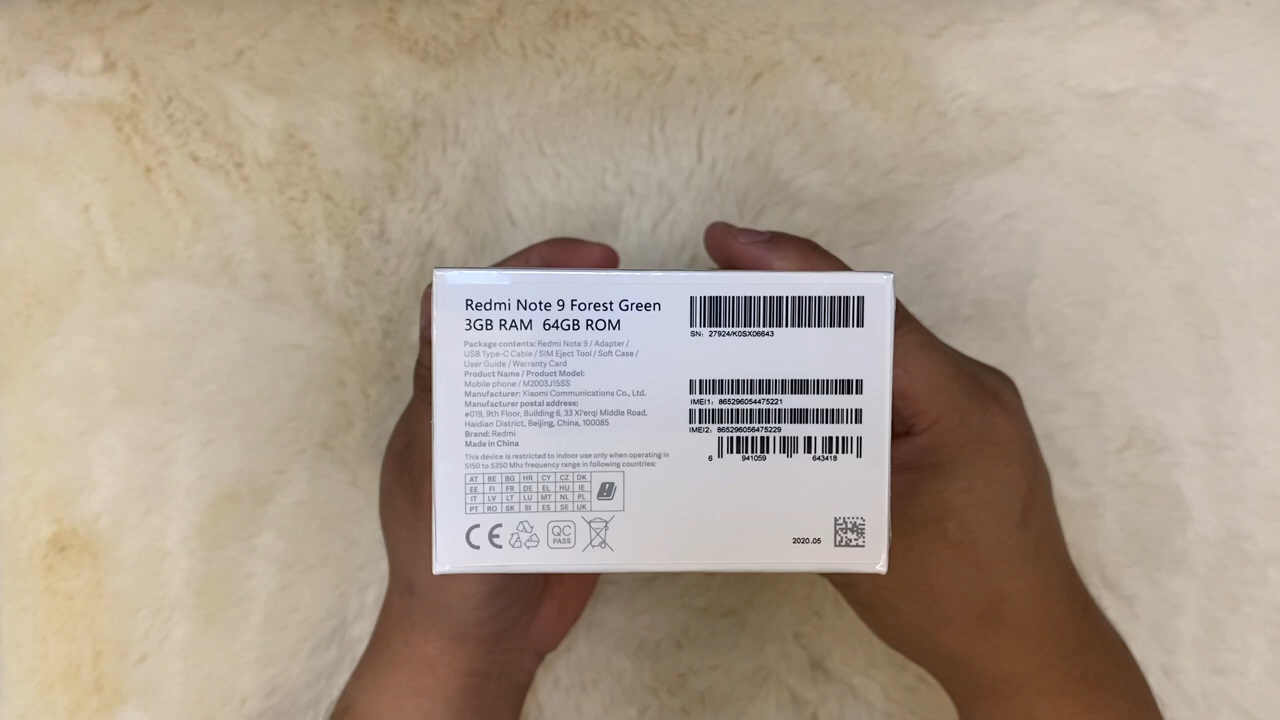 Redmi Note 9 Forest Green
3GB RAM 64GB ROM
Package contents: Redmi Note 9 / Adapter /
USB Type-C Cable / SIM Eject Tool / Soft Case /
User Guide / Warranty Card
Product Name / Product Model:
Mobile phone / M2003J15SS
Manufacturer: Xiaomi Communications Co., Ltd.
Manufacturer postal address:
#019, 9th Floor, Building 6, 33 Xi'erqi Middle Road,
Haidian District, Beijing, China, 100085
Brand: Redmi
Made in China
This device is restricted to indoor use only when operating in
5150 to 5350 Mhz frequency range in following countries:
AT BE BG HR CY CZ DK
EE FI FR DE EL HU IE
IT LV LT LU MT NL PL
PT RO SK SI ES SE UK
CE
QC
PASS
SN: 27924/K0SX06643
IMEI1: 865296054475221
IMEI2: 865296056475229
6 941059 643418
2020.05